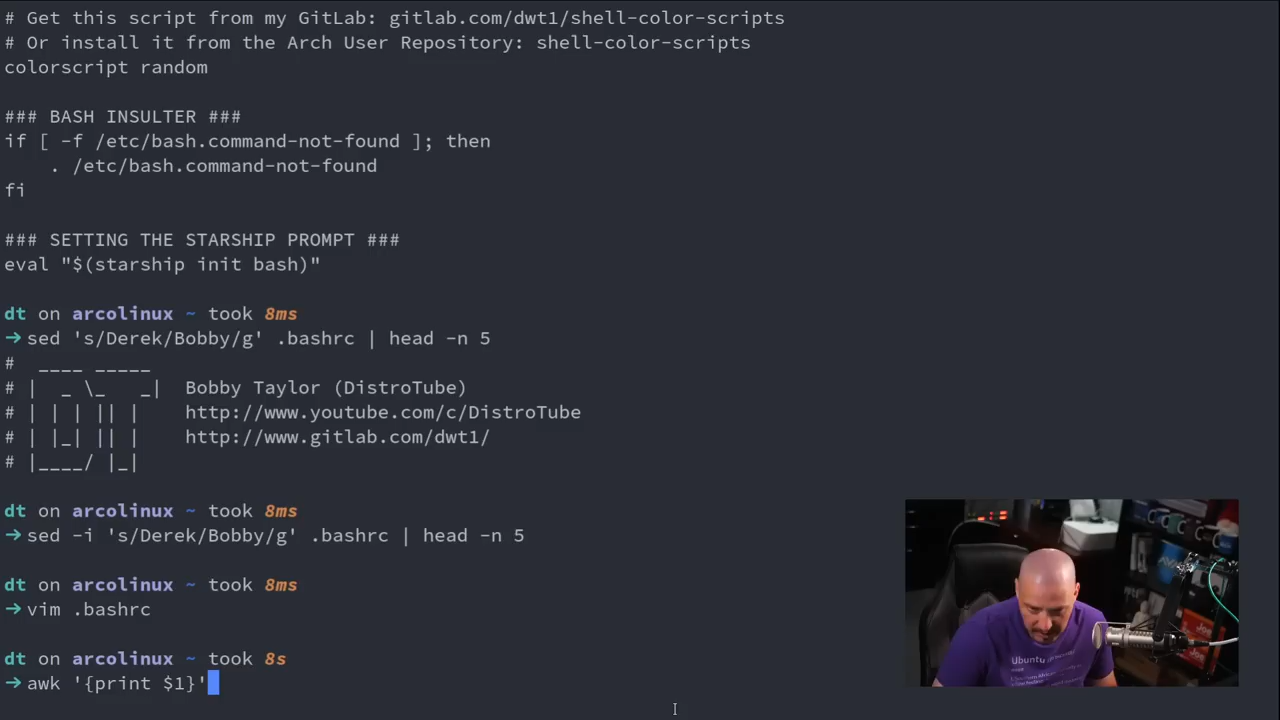 # Get this script from my GitLab: gitlab.com/dwt1/shell-color-scripts
# Or install it from the Arch User Repository: shell-color-scripts
colorscript random
### BASH INSULTER ###
if [ -f /etc/bash.command-not-found ]; then
    . /etc/bash.command-not-found
fi
### SETTING THE STARSHIP PROMPT ###
eval "$(starship init bash)"
dt on arcolinux ~ took 8ms
➜ sed 's/Derek/Bobby/g' .bashrc | head -n 5
#  ____ _____
# |  _ \_   _|  Bobby Taylor (DistroTube)
# | | | || |    http://www.youtube.com/c/DistroTube
# | |_| || |    http://www.gitlab.com/dwt1/
# |____/ |_|
dt on arcolinux ~ took 8ms
➜ sed -i 's/Derek/Bobby/g' .bashrc | head -n 5
dt on arcolinux ~ took 8ms
➜ vim .bashrc
dt on arcolinux ~ took 8s
➜ awk '{print $1}'
Ubuntu